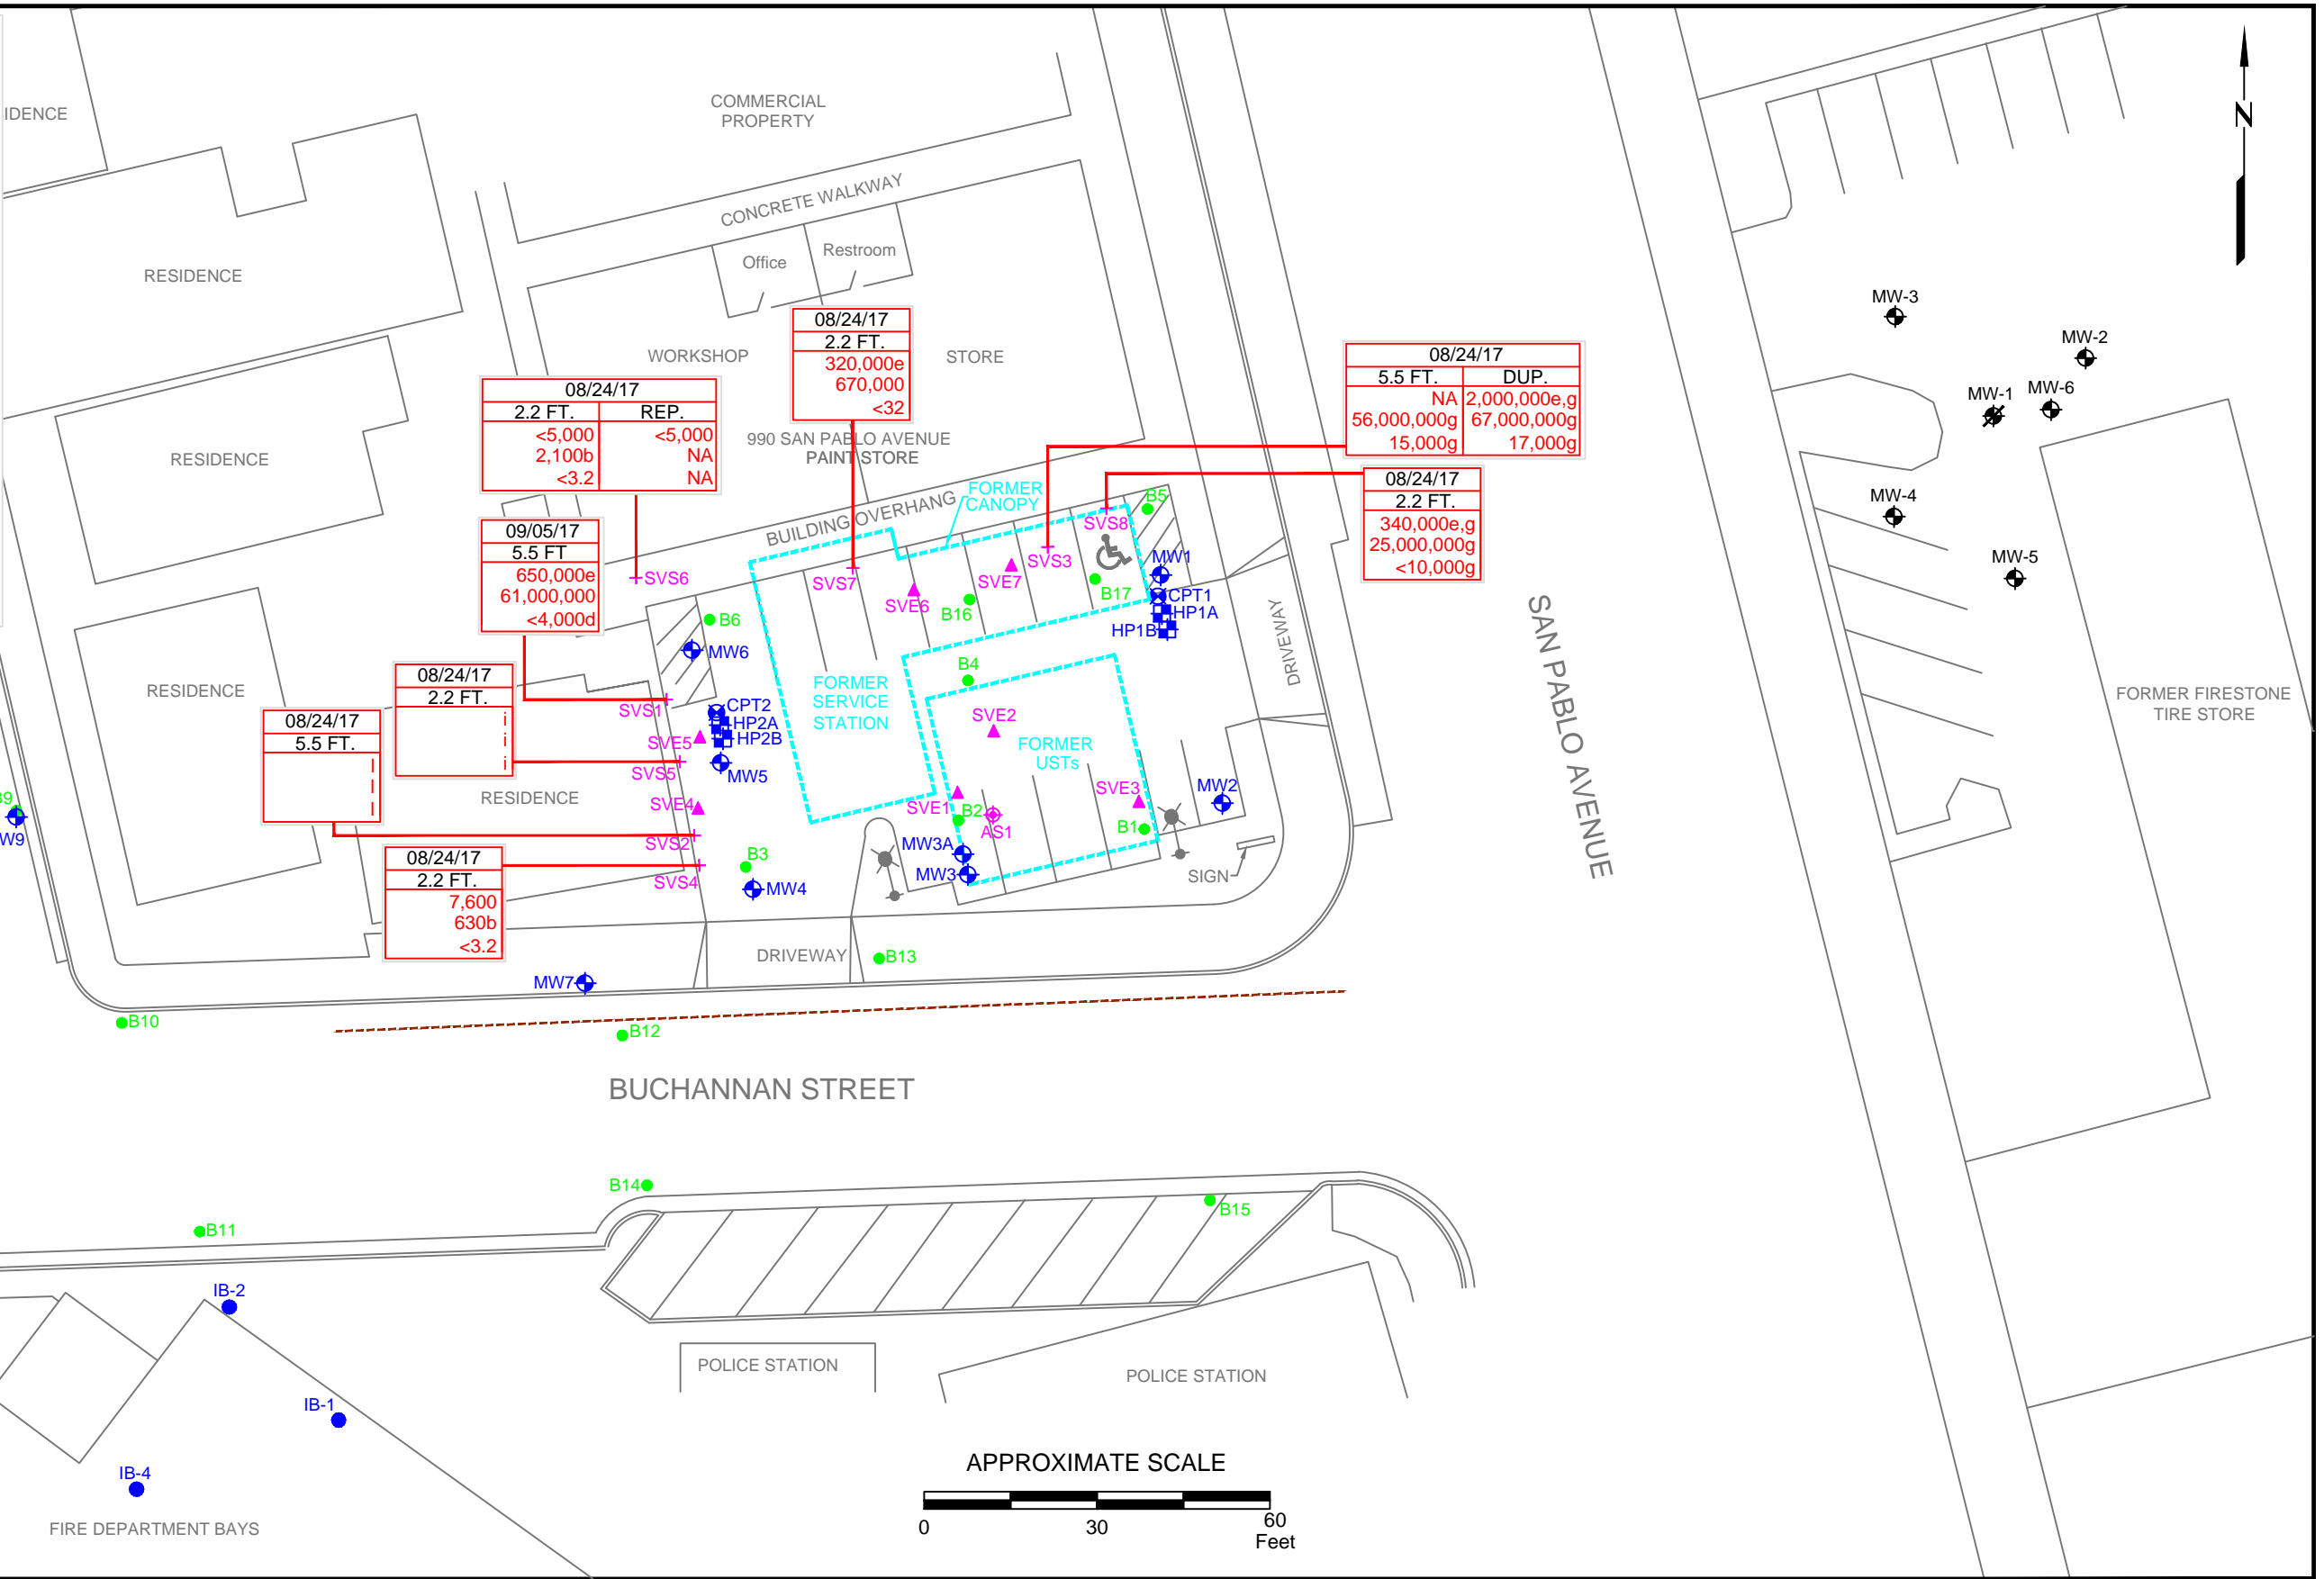 IDENCE
COMMERCIAL
PROPERTY
N
CONCRETE WALKWAY
Office
Restroom
RESIDENCE
MW-3
08/24/17
2.2 FT.
320,000e
670,000
<32
WORKSHOP
STORE
MW-2
08/24/17
5.5 FT. DUP.
NA 2,000,000e,g
56,000,000g 67,000,000g
15,000g 17,000g
MW-1
MW-6
08/24/17
2.2 FT. REP.
<5,000 <5,000
2,100b NA
<3.2 NA
990 SAN PABLO AVENUE
PAINT STORE
RESIDENCE
08/24/17
2.2 FT.
340,000e,g
25,000,000g
<10,000g
FORMER
CANOPY
BUILDING OVERHANG
B5
SVS8
MW-4
09/05/17
5.5 FT
650,000e
61,000,000
<4,000d
SVS6
SVS7
SVE7
SVS3
MW1
MW-5
SVE6
B16
B17
CPT1
HP1A
HP1B
B6
MW6
DRIVEWAY
SAN PABLO AVENUE
B4
08/24/17
2.2 FT.
RESIDENCE
FORMER
SERVICE
STATION
FORMER FIRESTONE
TIRE STORE
SVS1
CPT2
HP2A
HP2B
SVE2
08/24/17
5.5 FT.
SVE5
FORMER
USTs
SVS5
MW5
RESIDENCE
SVE4
SVE1
SVE3
MW2
B2
AS1
B1
W9
SVS2
MW3A
08/24/17
2.2 FT.
7,600
630b
<3.2
B3
SVS4
MW4
MW3
SIGN
DRIVEWAY
B13
MW7
B10
B12
BUCHANNAN STREET
B14
B15
B11
IB-2
POLICE STATION
POLICE STATION
IB-1
APPROXIMATE SCALE
IB-4
0 30 60
Feet
FIRE DEPARTMENT BAYS